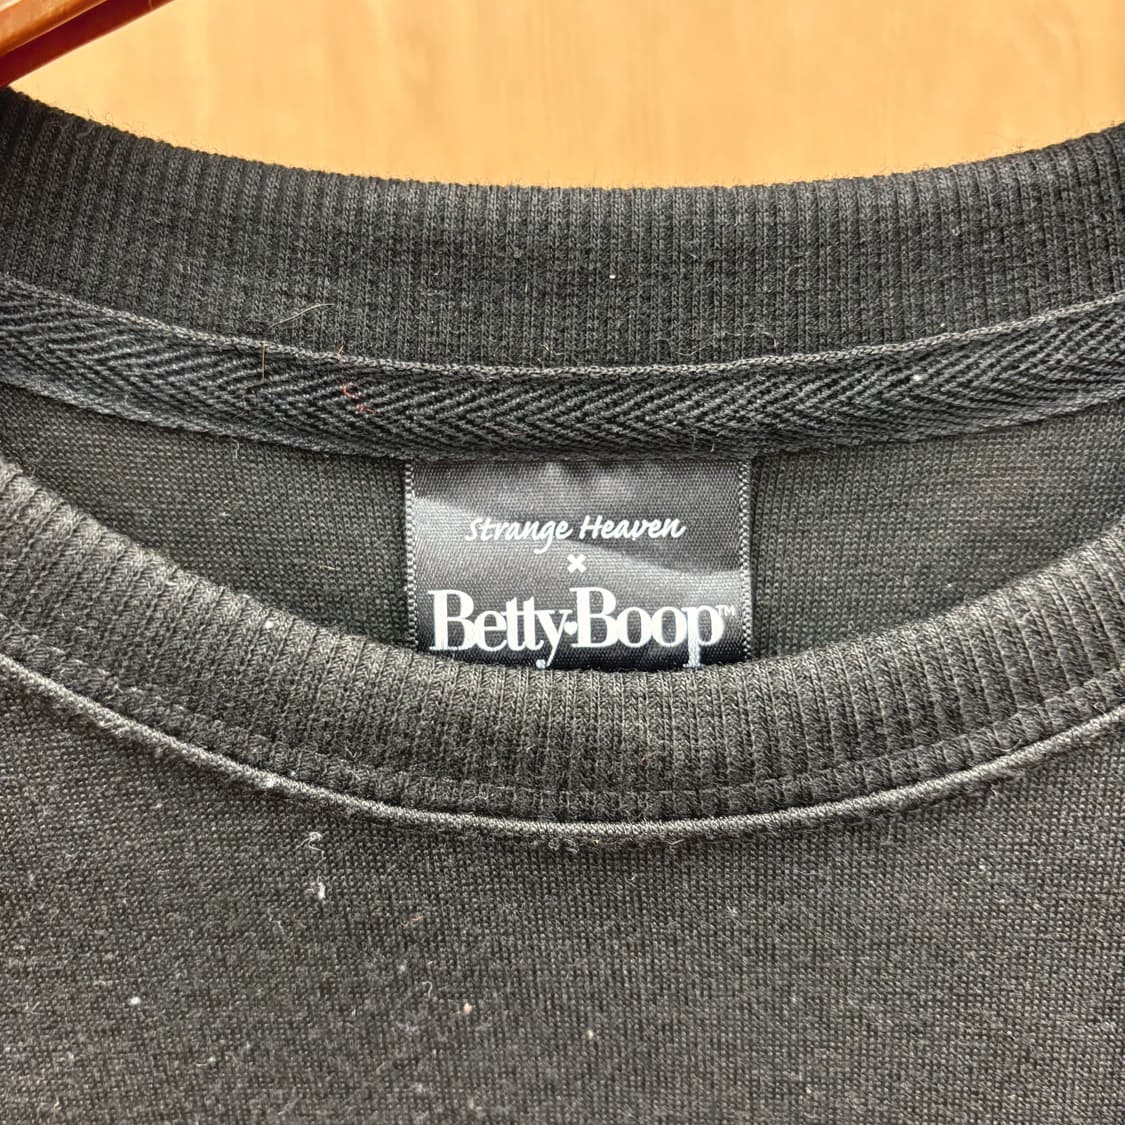 Strange Heaven
×
Betty Boop™